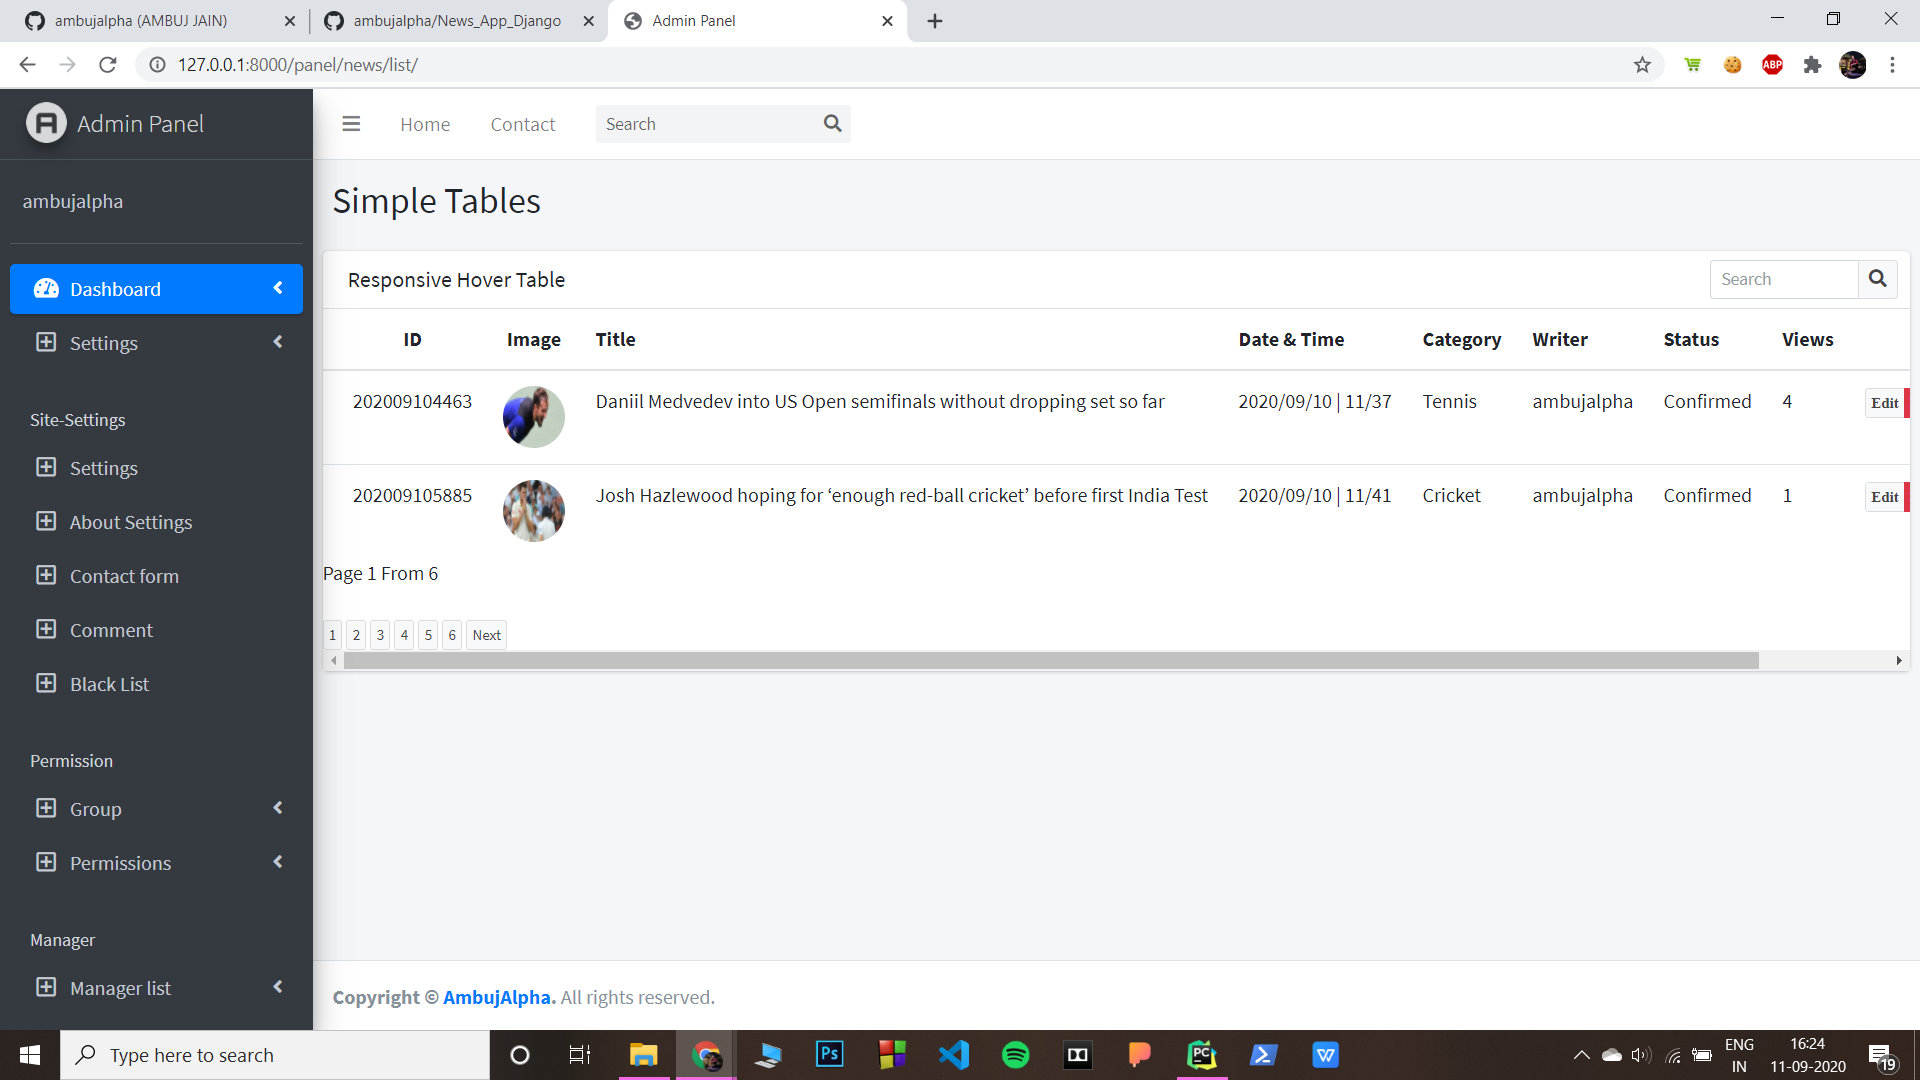 ambujalpha (AMBUJ JAIN)
ambujalpha/News_App_Django
Admin Panel
127.0.0.1:8000/panel/news/list/
ABP
A Admin Panel
Home Contact Search
ambujalpha
Simple Tables
Dashboard
Settings
Site-Settings
Settings
About Settings
Contact form
Comment
Black List
Permission
Group
Permissions
Manager
Manager list
Responsive Hover Table Search
ID Image Title Date & Time Category Writer Status Views
202009104463 Daniil Medvedev into US Open semifinals without dropping set so far 2020/09/10 | 11/37 Tennis ambujalpha Confirmed 4 Edit
202009105885 Josh Hazlewood hoping for ‘enough red-ball cricket’ before first India Test 2020/09/10 | 11/41 Cricket ambujalpha Confirmed 1 Edit
Page 1 From 6
1 2 3 4 5 6 Next
Copyright © AmbujAlpha. All rights reserved.
Type here to search
Ps
PC
W
ENG
IN
16:24
11-09-2020
19